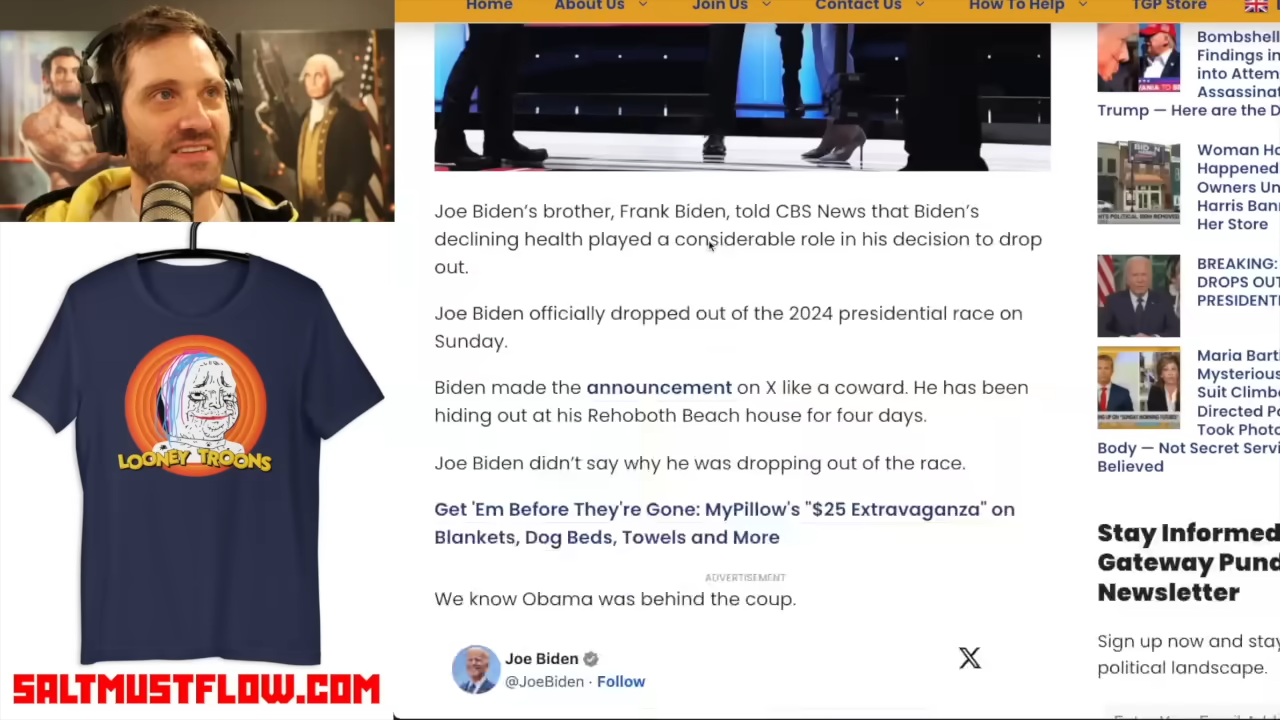 Home
About Us
Join Us
Contact Us
How To Help
TGP Store
Joe Biden's brother, Frank Biden, told CBS News that Biden's
declining health played a considerable role in his decision to drop
out.
Joe Biden officially dropped out of the 2024 presidential race on
Sunday.
Biden made the announcement on X like a coward. He has been
hiding out at his Rehoboth Beach house for four days.
Joe Biden didn't say why he was dropping out of the race.
Get 'Em Before They're Gone: MyPillow's "$25 Extravaganza" on
Blankets, Dog Beds, Towels and More
ADVERTISEMENT
We know Obama was behind the coup.
Joe Biden
@JoeBiden · Follow
Bombshell
Findings in
into Attem
Assassinat
Trump — Here are the D
Woman Ha
Happened
Owners Un
Harris Ban
Her Store
BREAKING:
DROPS OUT
PRESIDENTI
Maria Bart
Mysterious
Suit Climb
Directed Po
Took Photo
Body — Not Secret Servi
Believed
Stay Informed
Gateway Pund
Newsletter
Sign up now and stay
political landscape.
LOONEY TROONS
SALTMUSTFLOW.COM